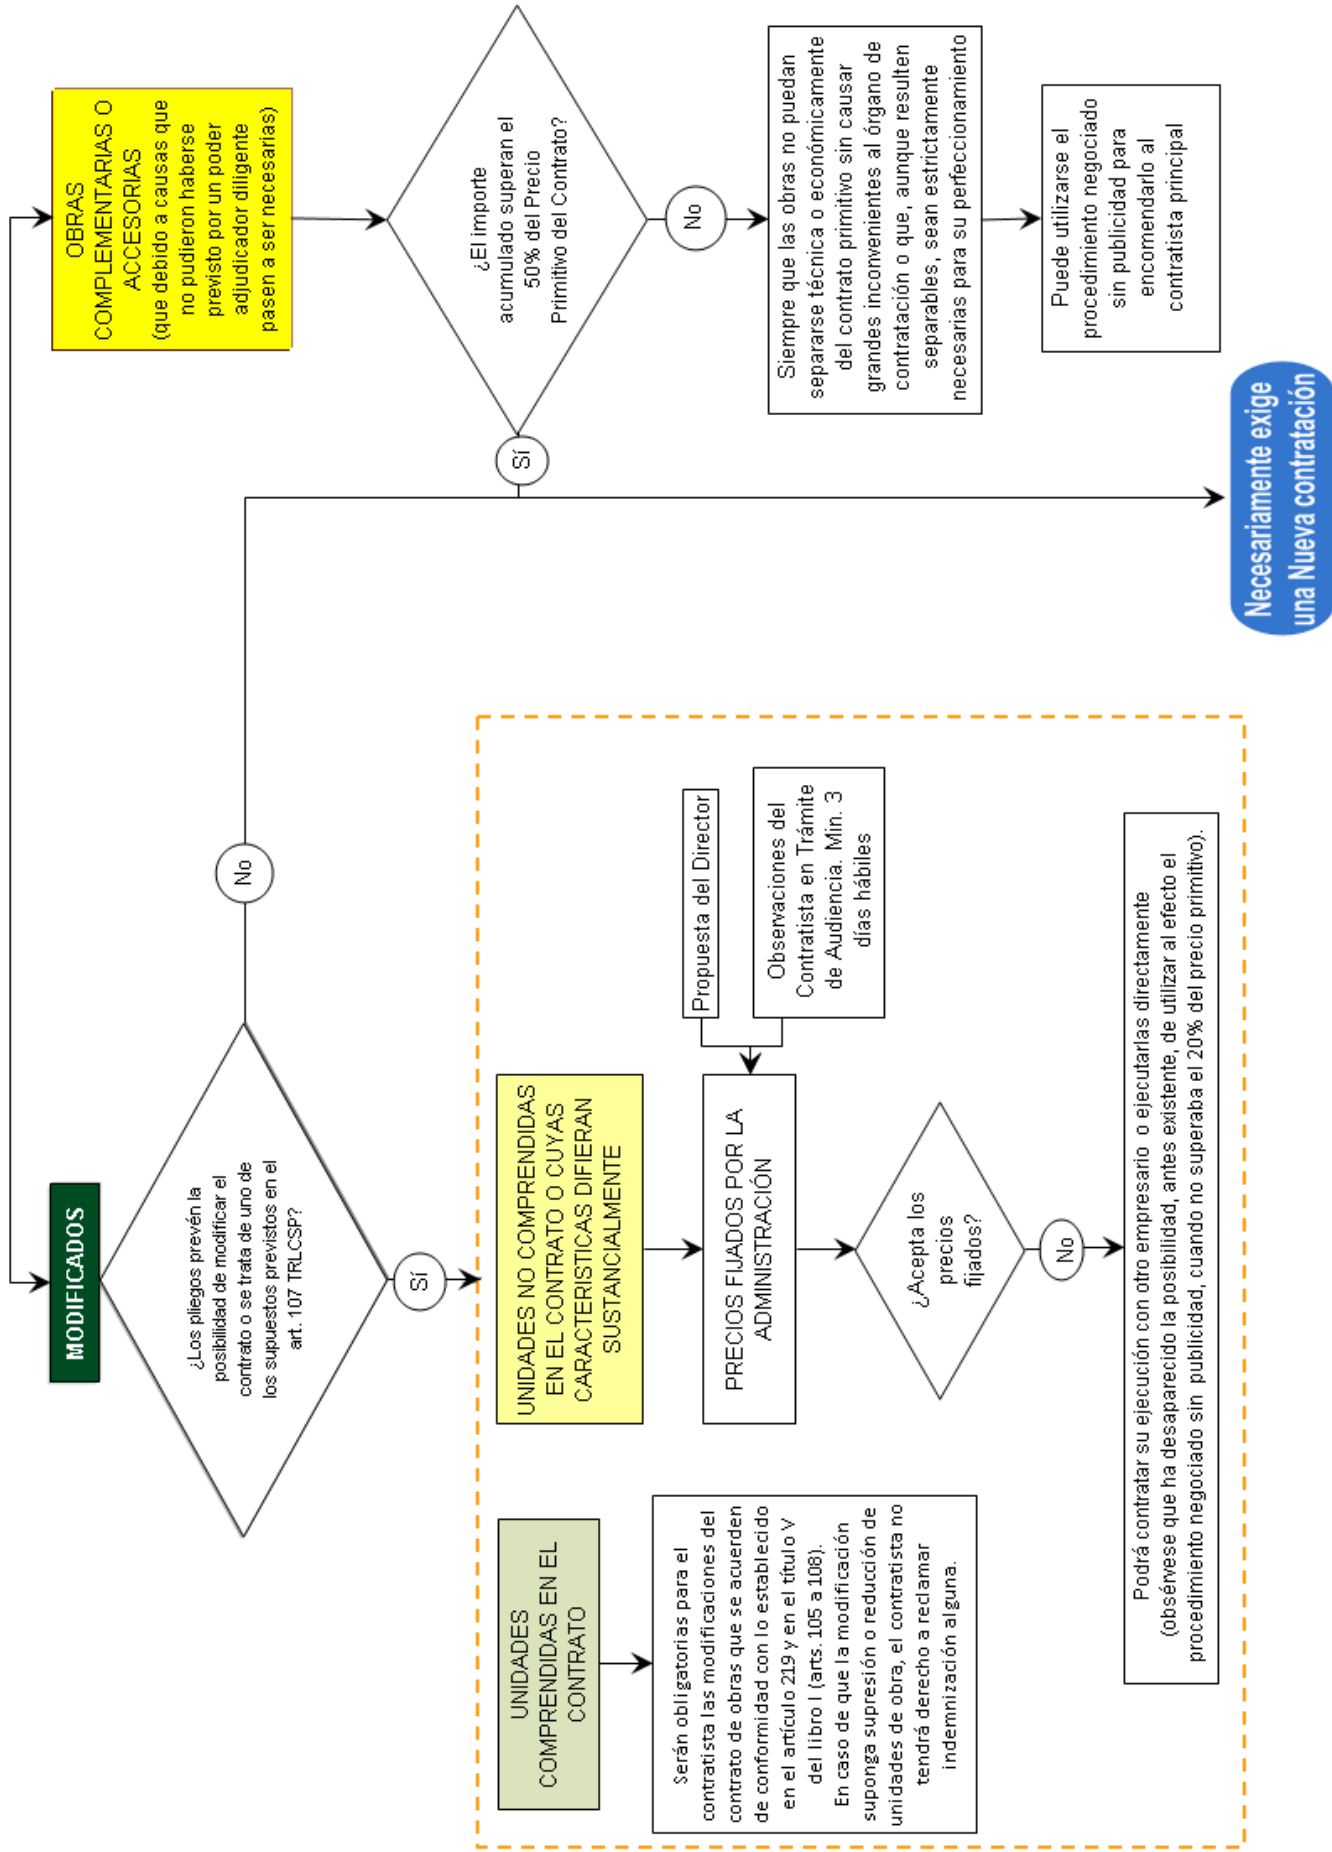 MODIFICADOS
¿Los pliegos prevén la
posibilidad de modificar el
contrato o se trata de uno de
los supuestos previstos en el
art. 107 TRLCSP?
No
Sí
UNIDADES
COMPRENDIDAS EN EL
CONTRATO
Serán obligatorias para el
contratista las modificaciones del
contrato de obras que se acuerden
de conformidad con lo establecido
en el artículo 219 y en el título V
del libro I (arts. 105 a 108).
En caso de que la modificación
suponga supresión o reducción de
unidades de obra, el contratista no
tendrá derecho a reclamar
indemnización alguna.
UNIDADES NO COMPRENDIDAS
EN EL CONTRATO O CUYAS
CARACTERISTICAS DIFIERAN
SUSTANCIALMENTE
PRECIOS FIJADOS POR LA
ADMINISTRACIÓN
Propuesta del Director
Observaciones del
Contratista en Trámite
de Audiencia. Min. 3
días hábiles
¿Acepta los
precios
fijados?
No
Podrá contratar su ejecución con otro empresario o ejecutarlas directamente
(obsérvese que ha desaparecido la posibilidad, antes existente, de utilizar al efecto el
procedimiento negociado sin publicidad, cuando no superaba el 20% del precio primitivo).
OBRAS
COMPLEMENTARIAS O
ACCESORIAS
(que debido a causas que
no pudieron haberse
previsto por un poder
adjudicador diligente
pasen a ser necesarias)
¿El importe
acumulado superan el
50% del Precio
Primitivo del Contrato?
Sí
No
Siempre que las obras no puedan
separarse técnica o económicamente
del contrato primitivo sin causar
grandes inconvenientes al órgano de
contratación o que, aunque resulten
separables, sean estrictamente
necesarias para su perfeccionamiento
Puede utilizarse el
procedimiento negociado
sin publicidad para
encomendarlo al
contratista principal
Necesariamente exige
una Nueva contratación